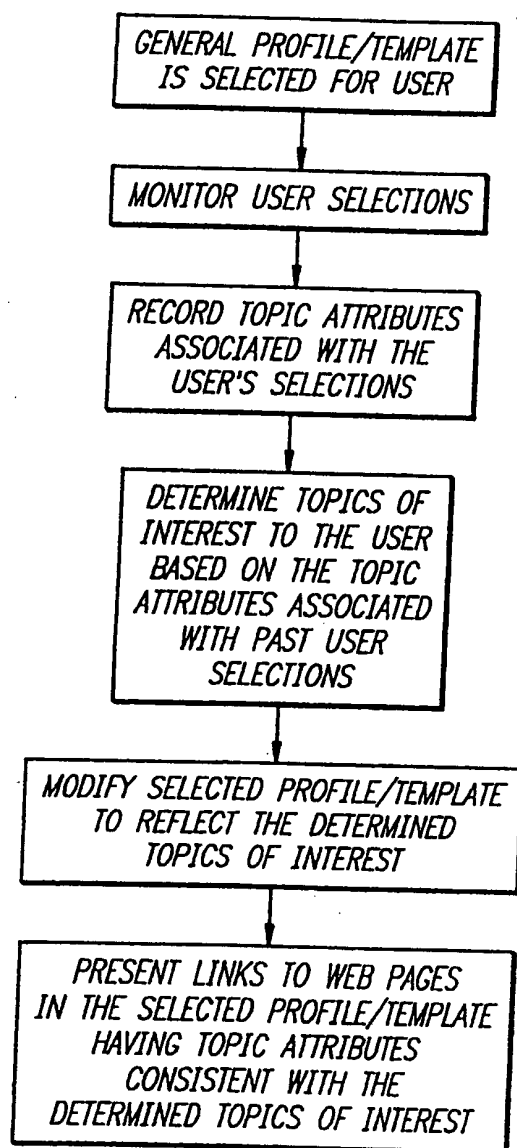 GENERAL PROFILE/TEMPLATE
IS SELECTED FOR USER
MONITOR USER SELECTIONS
RECORD TOPIC ATTRIBUTES
ASSOCIATED WITH THE
USER'S SELECTIONS
DETERMINE TOPICS OF
INTEREST TO THE USER
BASED ON THE TOPIC
ATTRIBUTES ASSOCIATED
WITH PAST USER
SELECTIONS
MODIFY SELECTED PROFILE/TEMPLATE
TO REFLECT THE DETERMINED
TOPICS OF INTEREST
PRESENT LINKS TO WEB PAGES
IN THE SELECTED PROFILE/TEMPLATE
HAVING TOPIC ATTRIBUTES
CONSISTENT WITH THE
DETERMINED TOPICS OF INTEREST